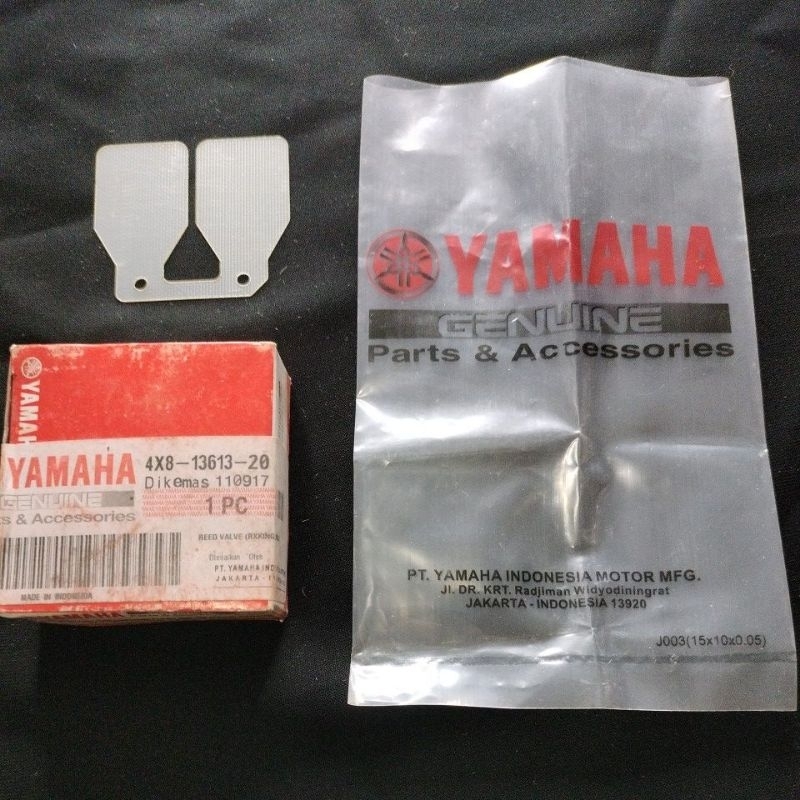 YAMAHA
GENUINE
Parts & Accessories
PT. YAMAHA INDONESIA MOTOR MFG.
Jl. DR. KRT. Radjiman Widyodiningrat
JAKARTA - INDONESIA 13920
J003(15x10x0.05)
YAMAH
YAMAHA
GENUINE
ts & Accessories
4X8-13613-20
Dikemas 110917
1 PC
REED VALVE
Oleh
PT. YAMAHA
JAKARTA -
MADE IN INDONESIA